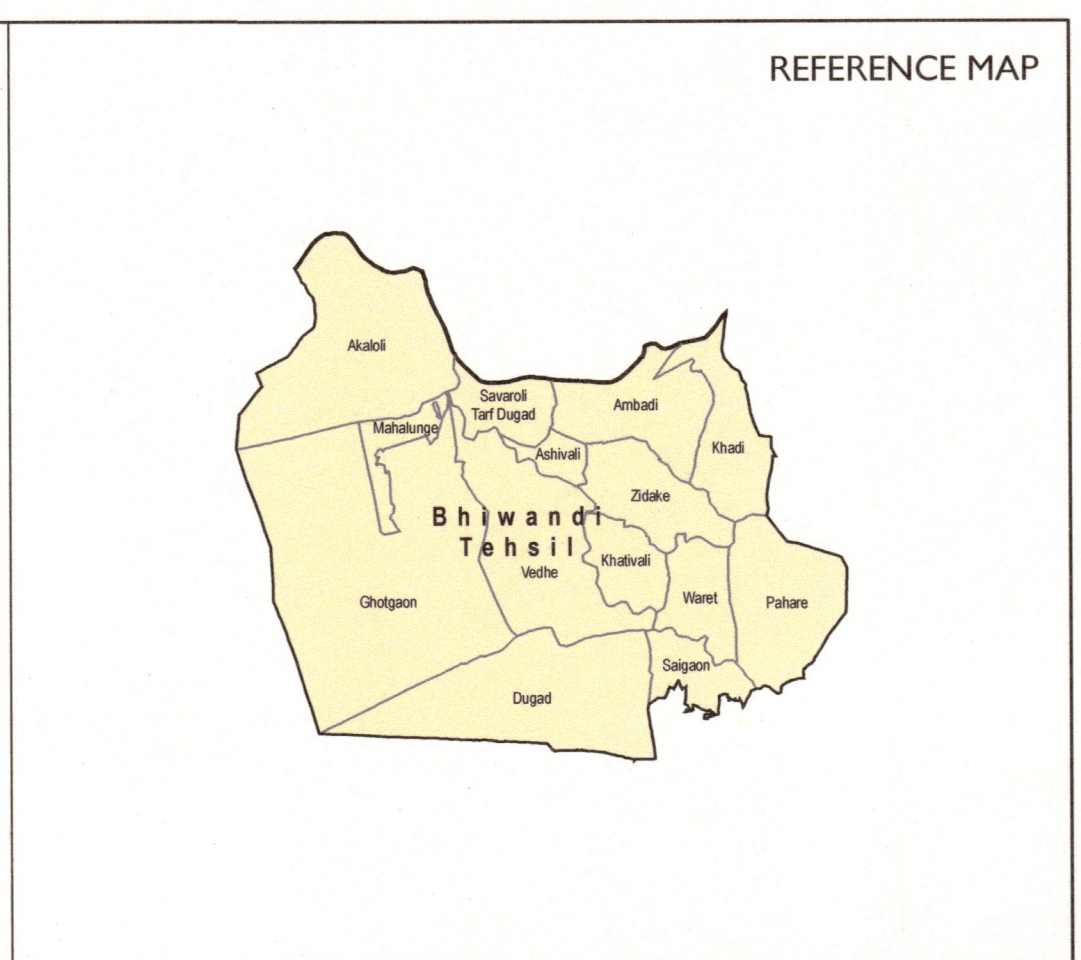 REFERENCE MAP
Akaloli
Savaroli
Tarf Dugad
Ambadi
Mahalunge
Khadi
Ashivali
Zidake
Bhiwandi
Tehsil
Khativali
Vedhe
Ghotgaon
Waret
Pahare
Saigaon
Dugad